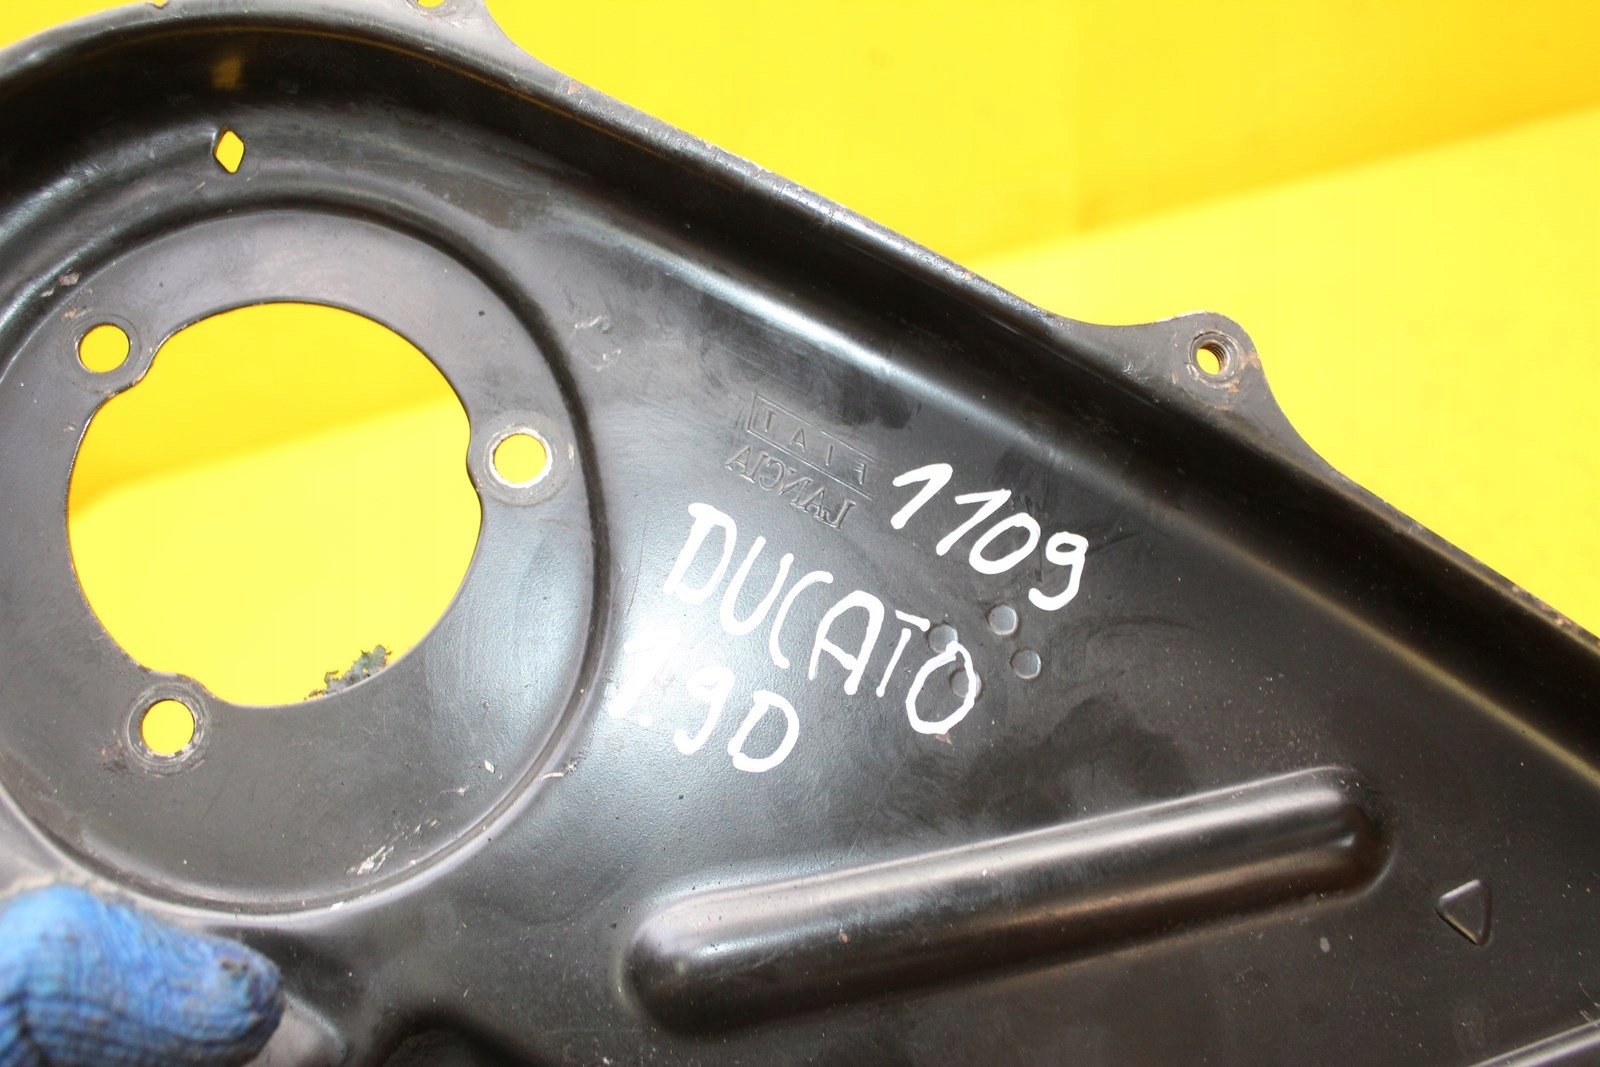 FIAT
LANCIA
1109
DUCATO
1.9D